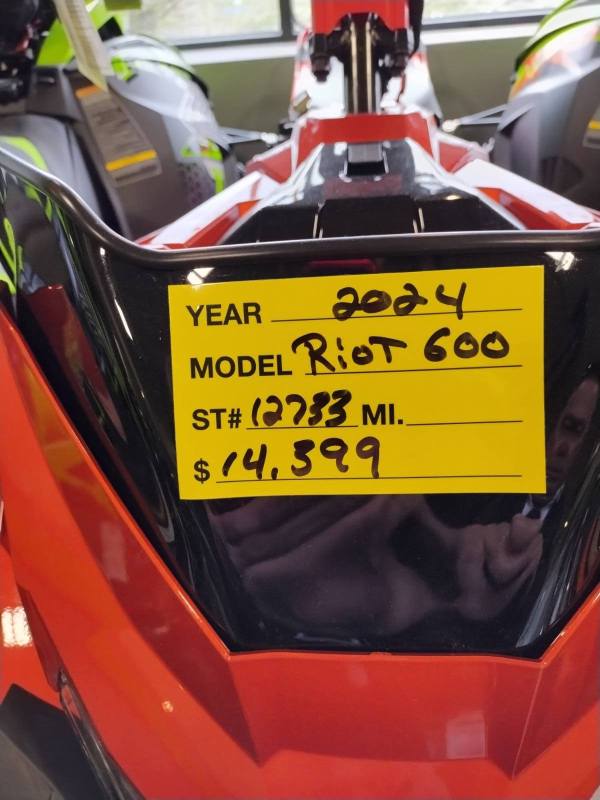 YEAR 2024
MODEL RioT 600
ST# 12733 MI.
$ 14,399